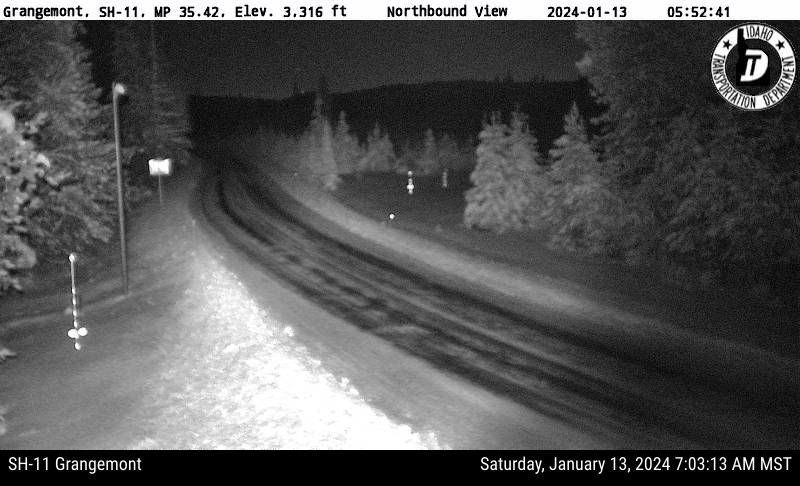 Grangemont, SH-11, MP 35.42, Elev. 3,316 ft Northbound View 2024-01-13 05:52:41
IDAHO
TRANSPORTATION DEPARTMENT
SH-11 Grangemont Saturday, January 13, 2024 7:03:13 AM MST